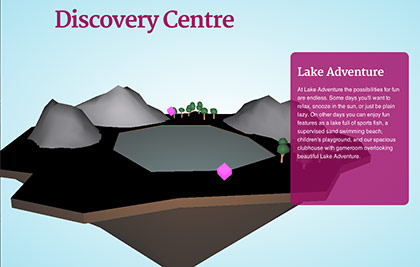 Discovery Centre
Lake Adventure
At Lake Adventure the possibilities for fun
are endless. Some days you'll want to
relax, snooze in the sun, or just be plain
lazy. On other days you can enjoy fun
features as a lake full of sports fish, a
supervised sand swimming beach,
children's playground, and our spacious
clubhouse with gameroom overlooking
beautiful Lake Adventure.